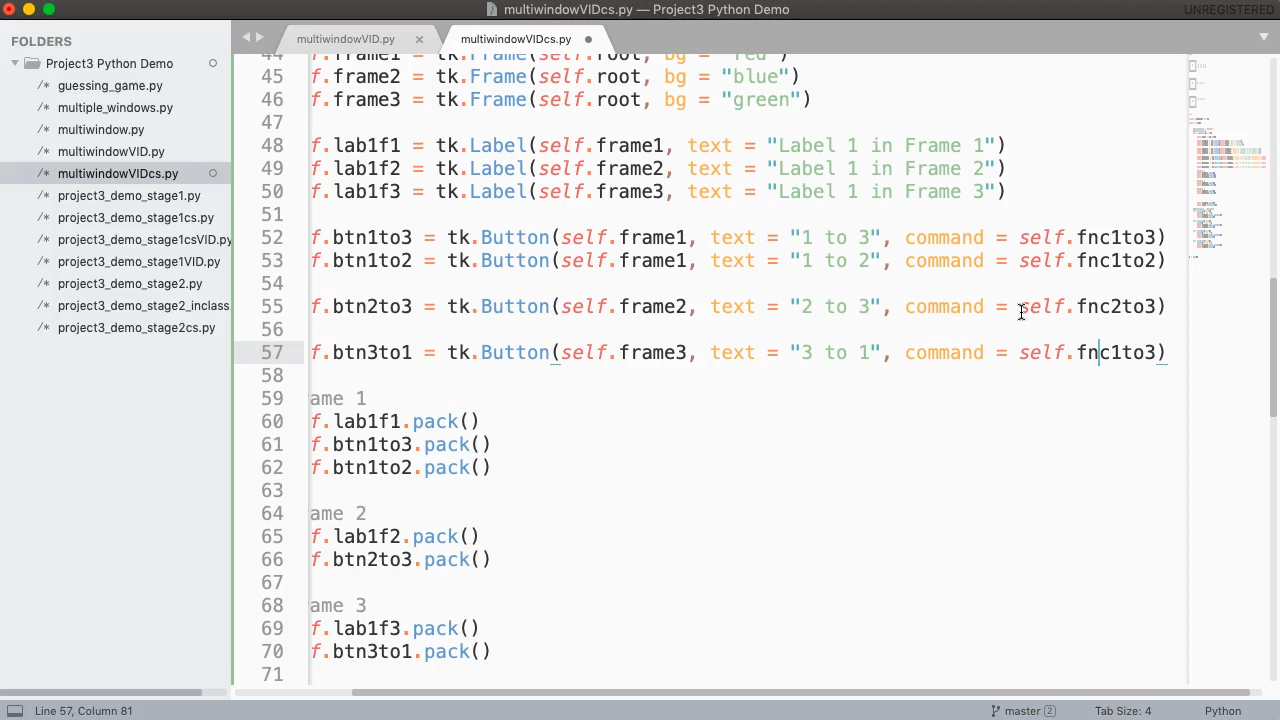 multiwindowVIDcs.py — Project3 Python Demo
UNREGISTERED
FOLDERS
Project3 Python Demo
/* guessing_game.py
/* multiple_windows.py
/* multiwindow.py
/* multiwindowVID.py
/* multiwindowVIDcs.py
/* project3_demo_stage1.py
/* project3_demo_stage1cs.py
/* project3_demo_stage1csVID.py
/* project3_demo_stage1VID.py
/* project3_demo_stage2.py
/* project3_demo_stage2_inclass
/* project3_demo_stage2cs.py
multiwindowVID.py ×
multiwindowVIDcs.py
44 f.frame1 = tk.Frame(self.root, bg = "red")
45 f.frame2 = tk.Frame(self.root, bg = "blue")
46 f.frame3 = tk.Frame(self.root, bg = "green")
47
48 f.lab1f1 = tk.Label(self.frame1, text = "Label 1 in Frame 1")
49 f.lab1f2 = tk.Label(self.frame2, text = "Label 1 in Frame 2")
50 f.lab1f3 = tk.Label(self.frame3, text = "Label 1 in Frame 3")
51
52 f.btn1to3 = tk.Button(self.frame1, text = "1 to 3", command = self.fnc1to3)
53 f.btn1to2 = tk.Button(self.frame1, text = "1 to 2", command = self.fnc1to2)
54
55 f.btn2to3 = tk.Button(self.frame2, text = "2 to 3", command = self.fnc2to3)
56
57 f.btn3to1 = tk.Button(self.frame3, text = "3 to 1", command = self.fnc1to3)
58
59 ame 1
60 f.lab1f1.pack()
61 f.btn1to3.pack()
62 f.btn1to2.pack()
63
64 ame 2
65 f.lab1f2.pack()
66 f.btn2to3.pack()
67
68 ame 3
69 f.lab1f3.pack()
70 f.btn3to1.pack()
71
Line 57, Column 81
master 2
Tab Size: 4
Python